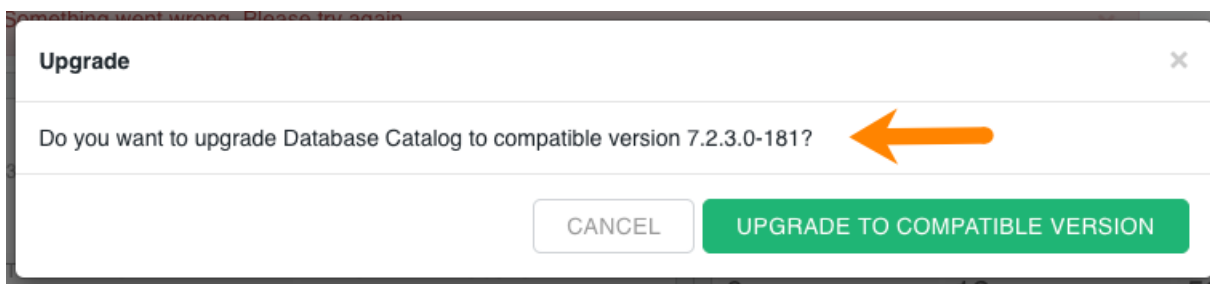 Something went wrong. Please try again
Upgrade
×
Do you want to upgrade Database Catalog to compatible version 7.2.3.0-181?
CANCEL
UPGRADE TO COMPATIBLE VERSION